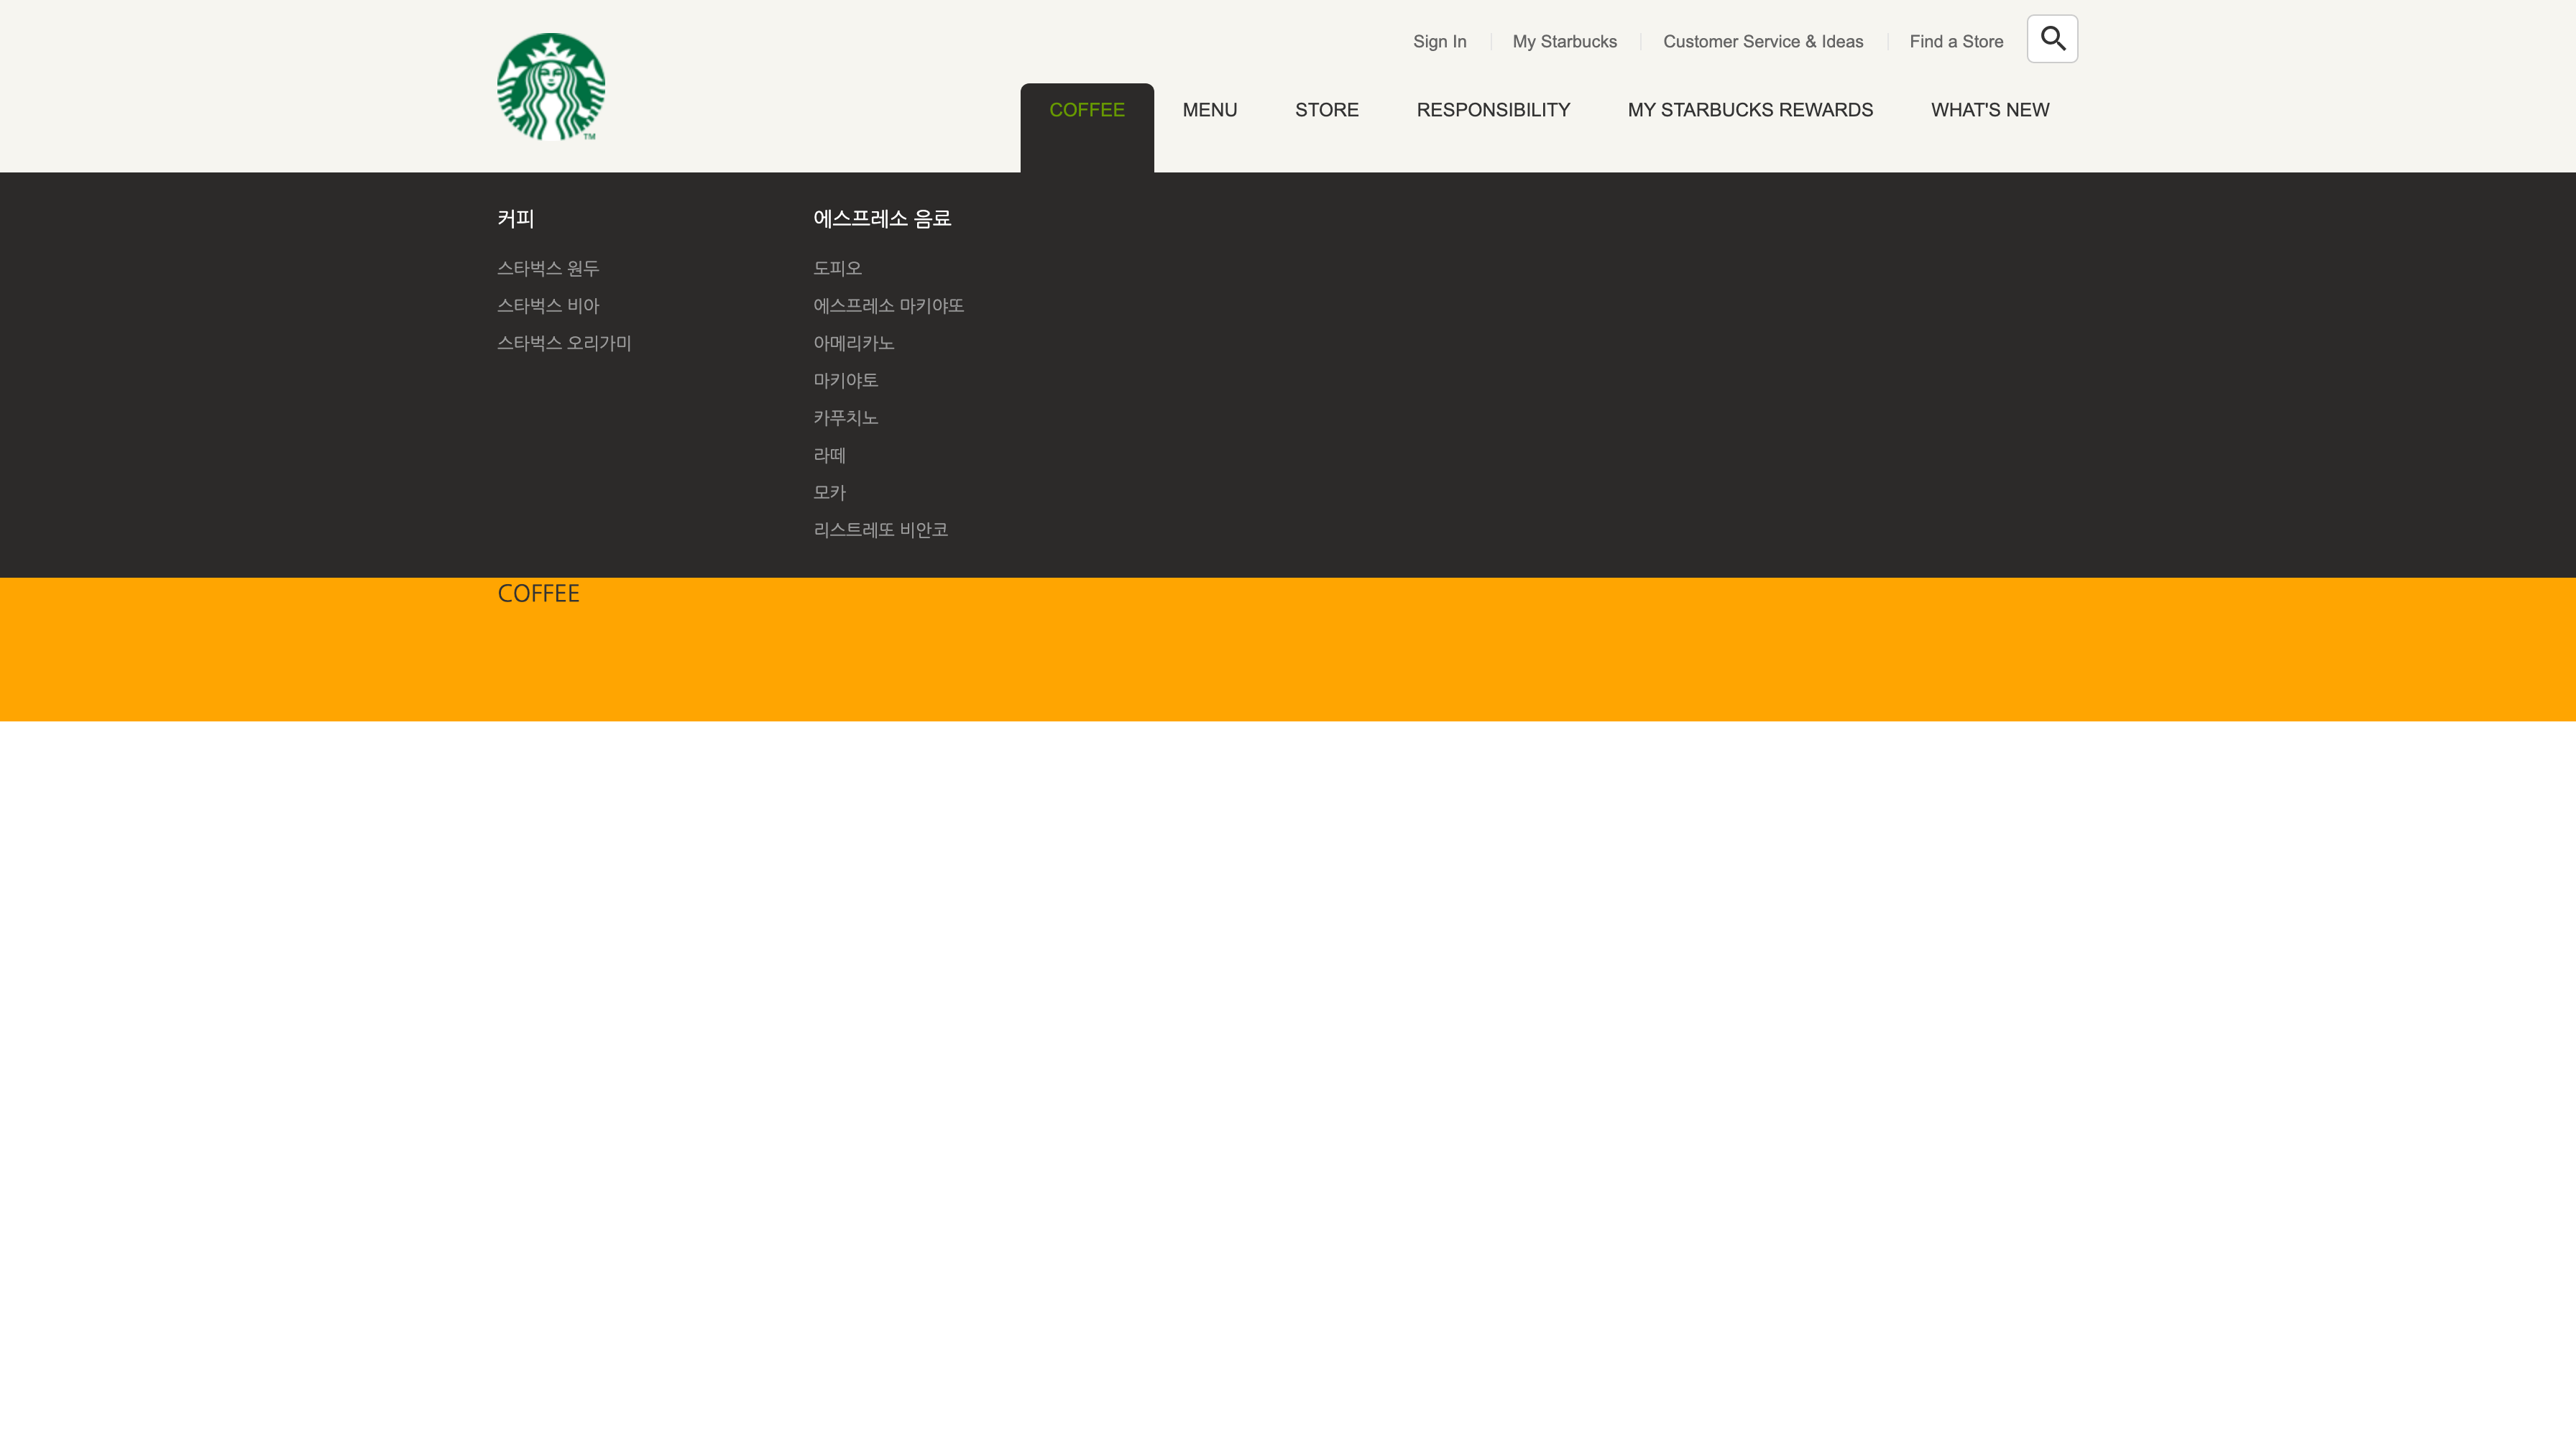 Sign In
My Starbucks
Customer Service & Ideas
Find a Store
TM
COFFEE
MENU
STORE
RESPONSIBILITY
MY STARBUCKS REWARDS
WHAT'S NEW
커피
스타벅스 원두
스타벅스 비아
스타벅스 오리가미
에스프레소 음료
도피오
에스프레소 마키야또
아메리카노
마키야토
카푸치노
라떼
모카
리스트레또 비안코
COFFEE